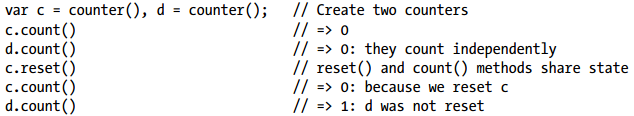 var c = counter(), d = counter();   // Create two counters
c.count()                           // => 0
d.count()                           // => 0: they count independently
c.reset()                           // reset() and count() methods share state
c.count()                           // => 0: because we reset c
d.count()                           // => 1: d was not reset